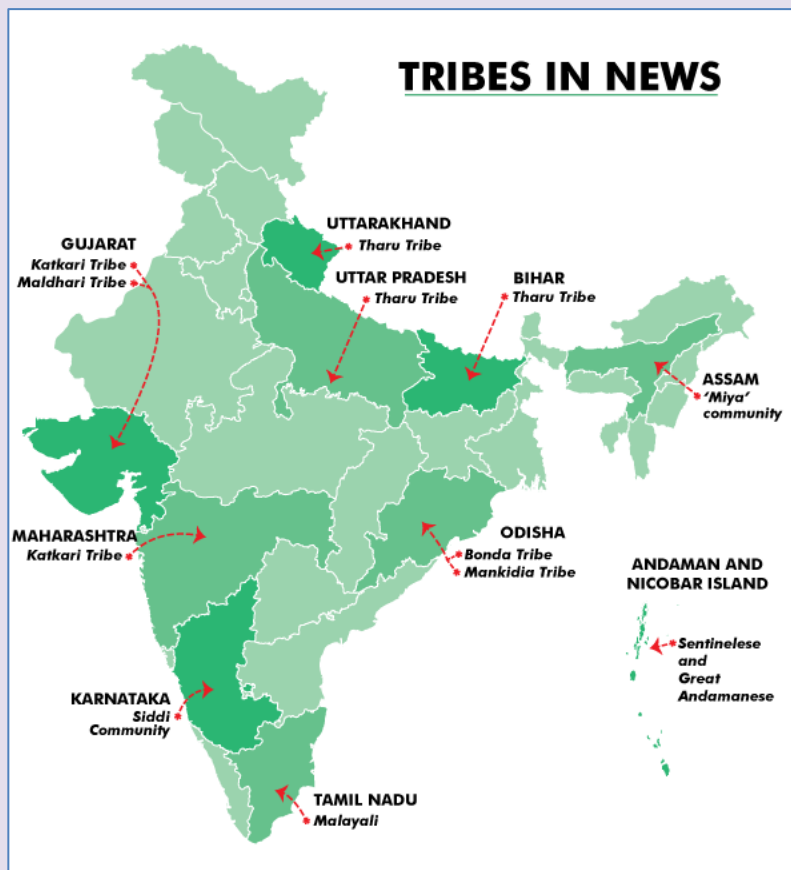 TRIBES IN NEWS
UTTARAKHAND
Tharu Tribe
GUJARAT
Katkari Tribe
Maldhari Tribe
UTTAR PRADESH
Tharu Tribe
BIHAR
Tharu Tribe
ASSAM
‘Miya’
community
MAHARASHTRA
Katkari Tribe
ODISHA
Bonda Tribe
Mankidia Tribe
ANDAMAN AND
NICOBAR ISLAND
Sentinelese
and
Great
Andamanese
KARNATAKA
Siddi
Community
TAMIL NADU
Malayali